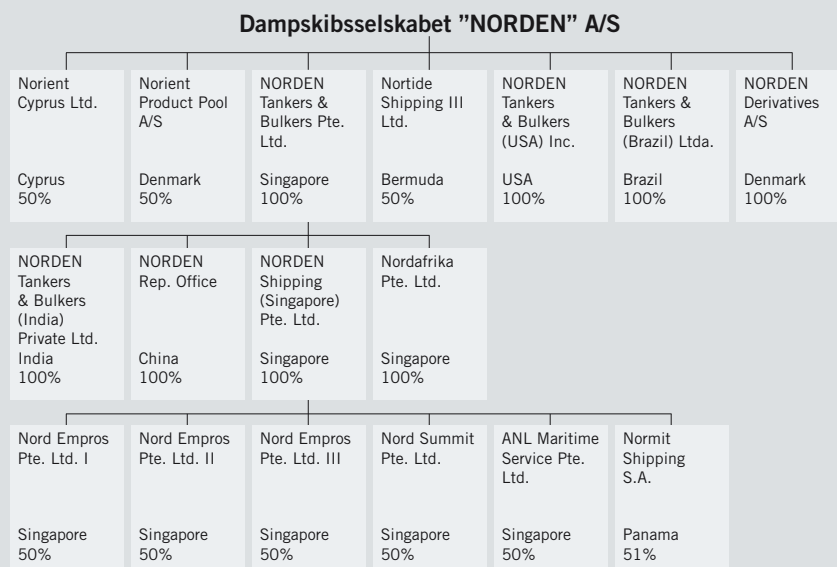 Dampskibsselskabet ”NORDEN” A/S
Norient
Cyprus Ltd.
Cyprus
50%
Norient
Product Pool
A/S
Denmark
50%
NORDEN
Tankers &
Bulkers Pte.
Ltd.
Singapore
100%
Nortide
Shipping III
Ltd.
Bermuda
50%
NORDEN
Tankers
& Bulkers
(USA) Inc.
USA
100%
NORDEN
Tankers &
Bulkers
(Brazil) Ltda.
Brazil
100%
NORDEN
Derivatives
A/S
Denmark
100%
NORDEN
Tankers
& Bulkers
(India)
Private Ltd.
India
100%
NORDEN
Rep. Office
China
100%
NORDEN
Shipping
(Singapore)
Pte. Ltd.
Singapore
100%
Nordafrika
Pte. Ltd.
Singapore
100%
Nord Empros
Pte. Ltd. I
Singapore
50%
Nord Empros
Pte. Ltd. II
Singapore
50%
Nord Empros
Pte. Ltd. III
Singapore
50%
Nord Summit
Pte. Ltd.
Singapore
50%
ANL Maritime
Service Pte.
Ltd.
Singapore
50%
Normit
Shipping
S.A.
Panama
51%